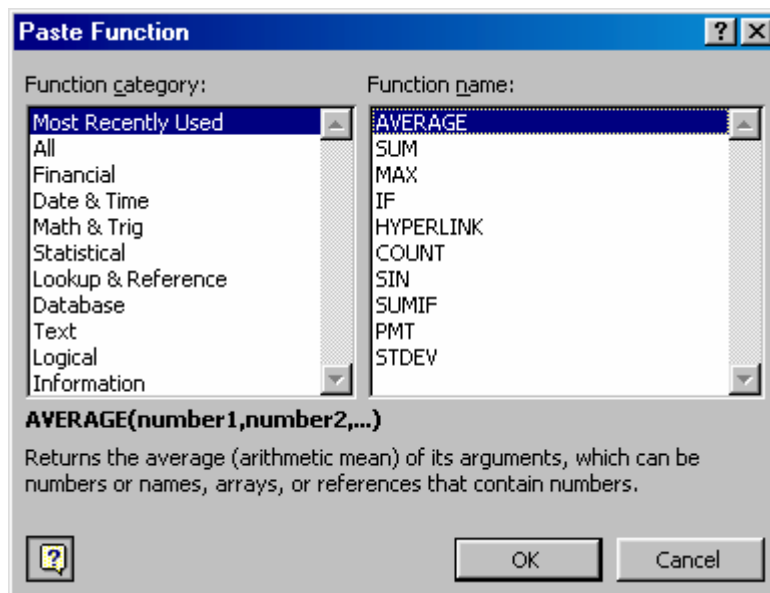 Paste Function
Function category:
Most Recently Used
All
Financial
Date & Time
Math & Trig
Statistical
Lookup & Reference
Database
Text
Logical
Information
Function name:
AVERAGE
SUM
MAX
IF
HYPERLINK
COUNT
SIN
SUMIF
PMT
STDEV
AVERAGE(number1,number2,...)
Returns the average (arithmetic mean) of its arguments, which can be
numbers or names, arrays, or references that contain numbers.
OK
Cancel